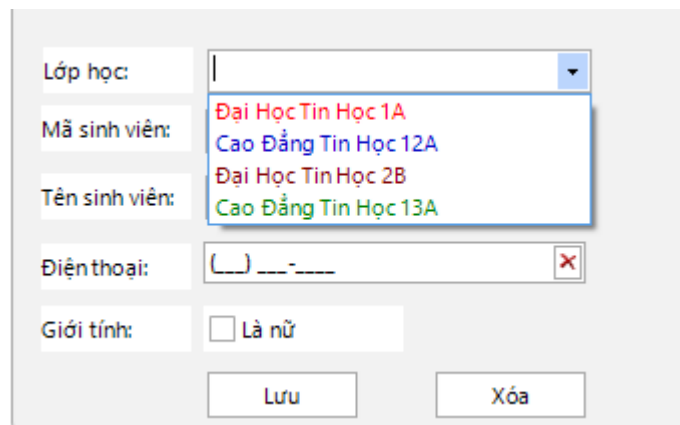 Lớp học:
Đại Học Tin Học 1A
Mã sinh viên:
Cao Đẳng Tin Học 12A
Đại Học Tin Học 2B
Tên sinh viên:
Cao Đẳng Tin Học 13A
Điện thoại: (___) ___-____
Giới tính: Là nữ
Lưu Xóa